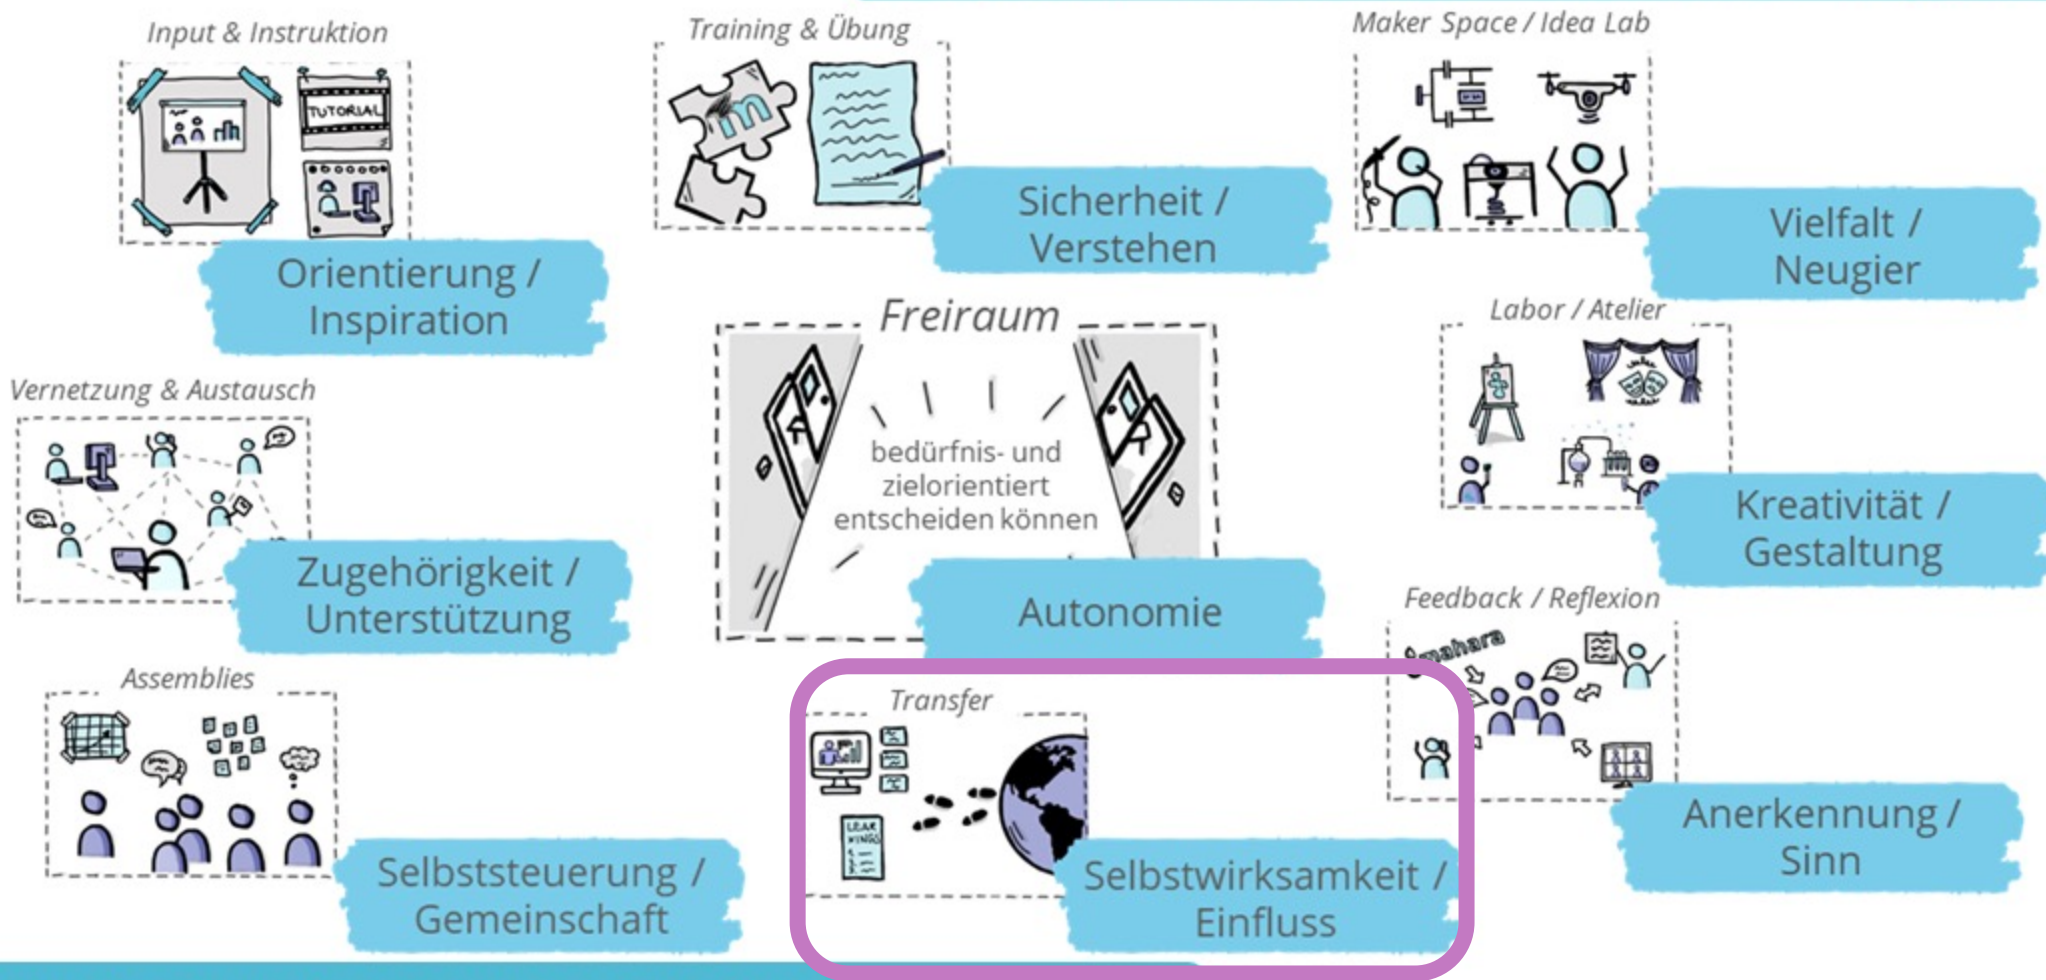 Input & Instruktion
TUTORIAL
Orientierung /
Inspiration
Training & Übung
m
Sicherheit /
Verstehen
Maker Space / Idea Lab
Vielfalt /
Neugier
Vernetzung & Austausch
Zugehörigkeit /
Unterstützung
Freiraum
bedürfnis- und
zielorientiert
entscheiden können
Autonomie
Labor / Atelier
Kreativität /
Gestaltung
Assemblies
Selbststeuerung /
Gemeinschaft
Transfer
LEAR
NINGS
Selbstwirksamkeit /
Einfluss
Feedback / Reflexion
mahara
Anerkennung /
Sinn